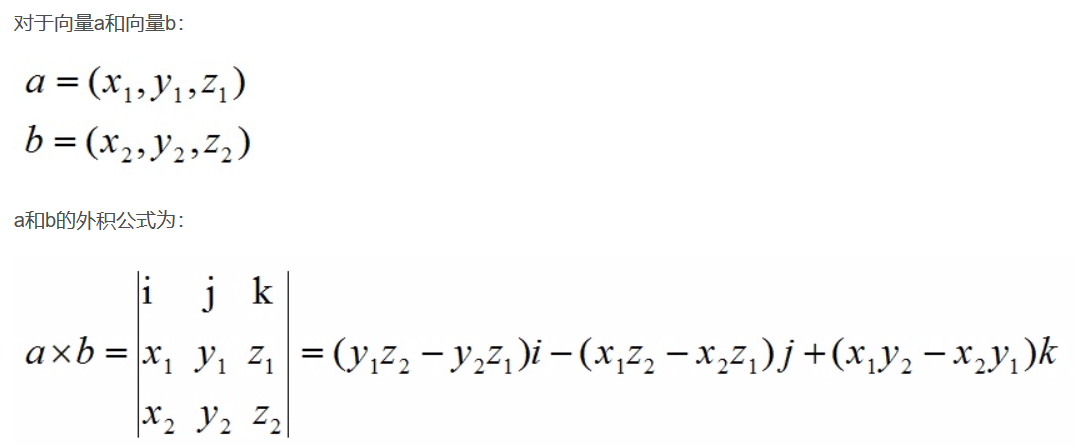 对于向量a和向量b：
a = (x₁, y₁, z₁)
b = (x₂, y₂, z₂)
a和b的外积公式为：
i j k
a × b = x₁ y₁ z₁ = (y₁z₂ − y₂z₁)i − (x₁z₂ − x₂z₁)j + (x₁y₂ − x₂y₁)k
x₂ y₂ z₂